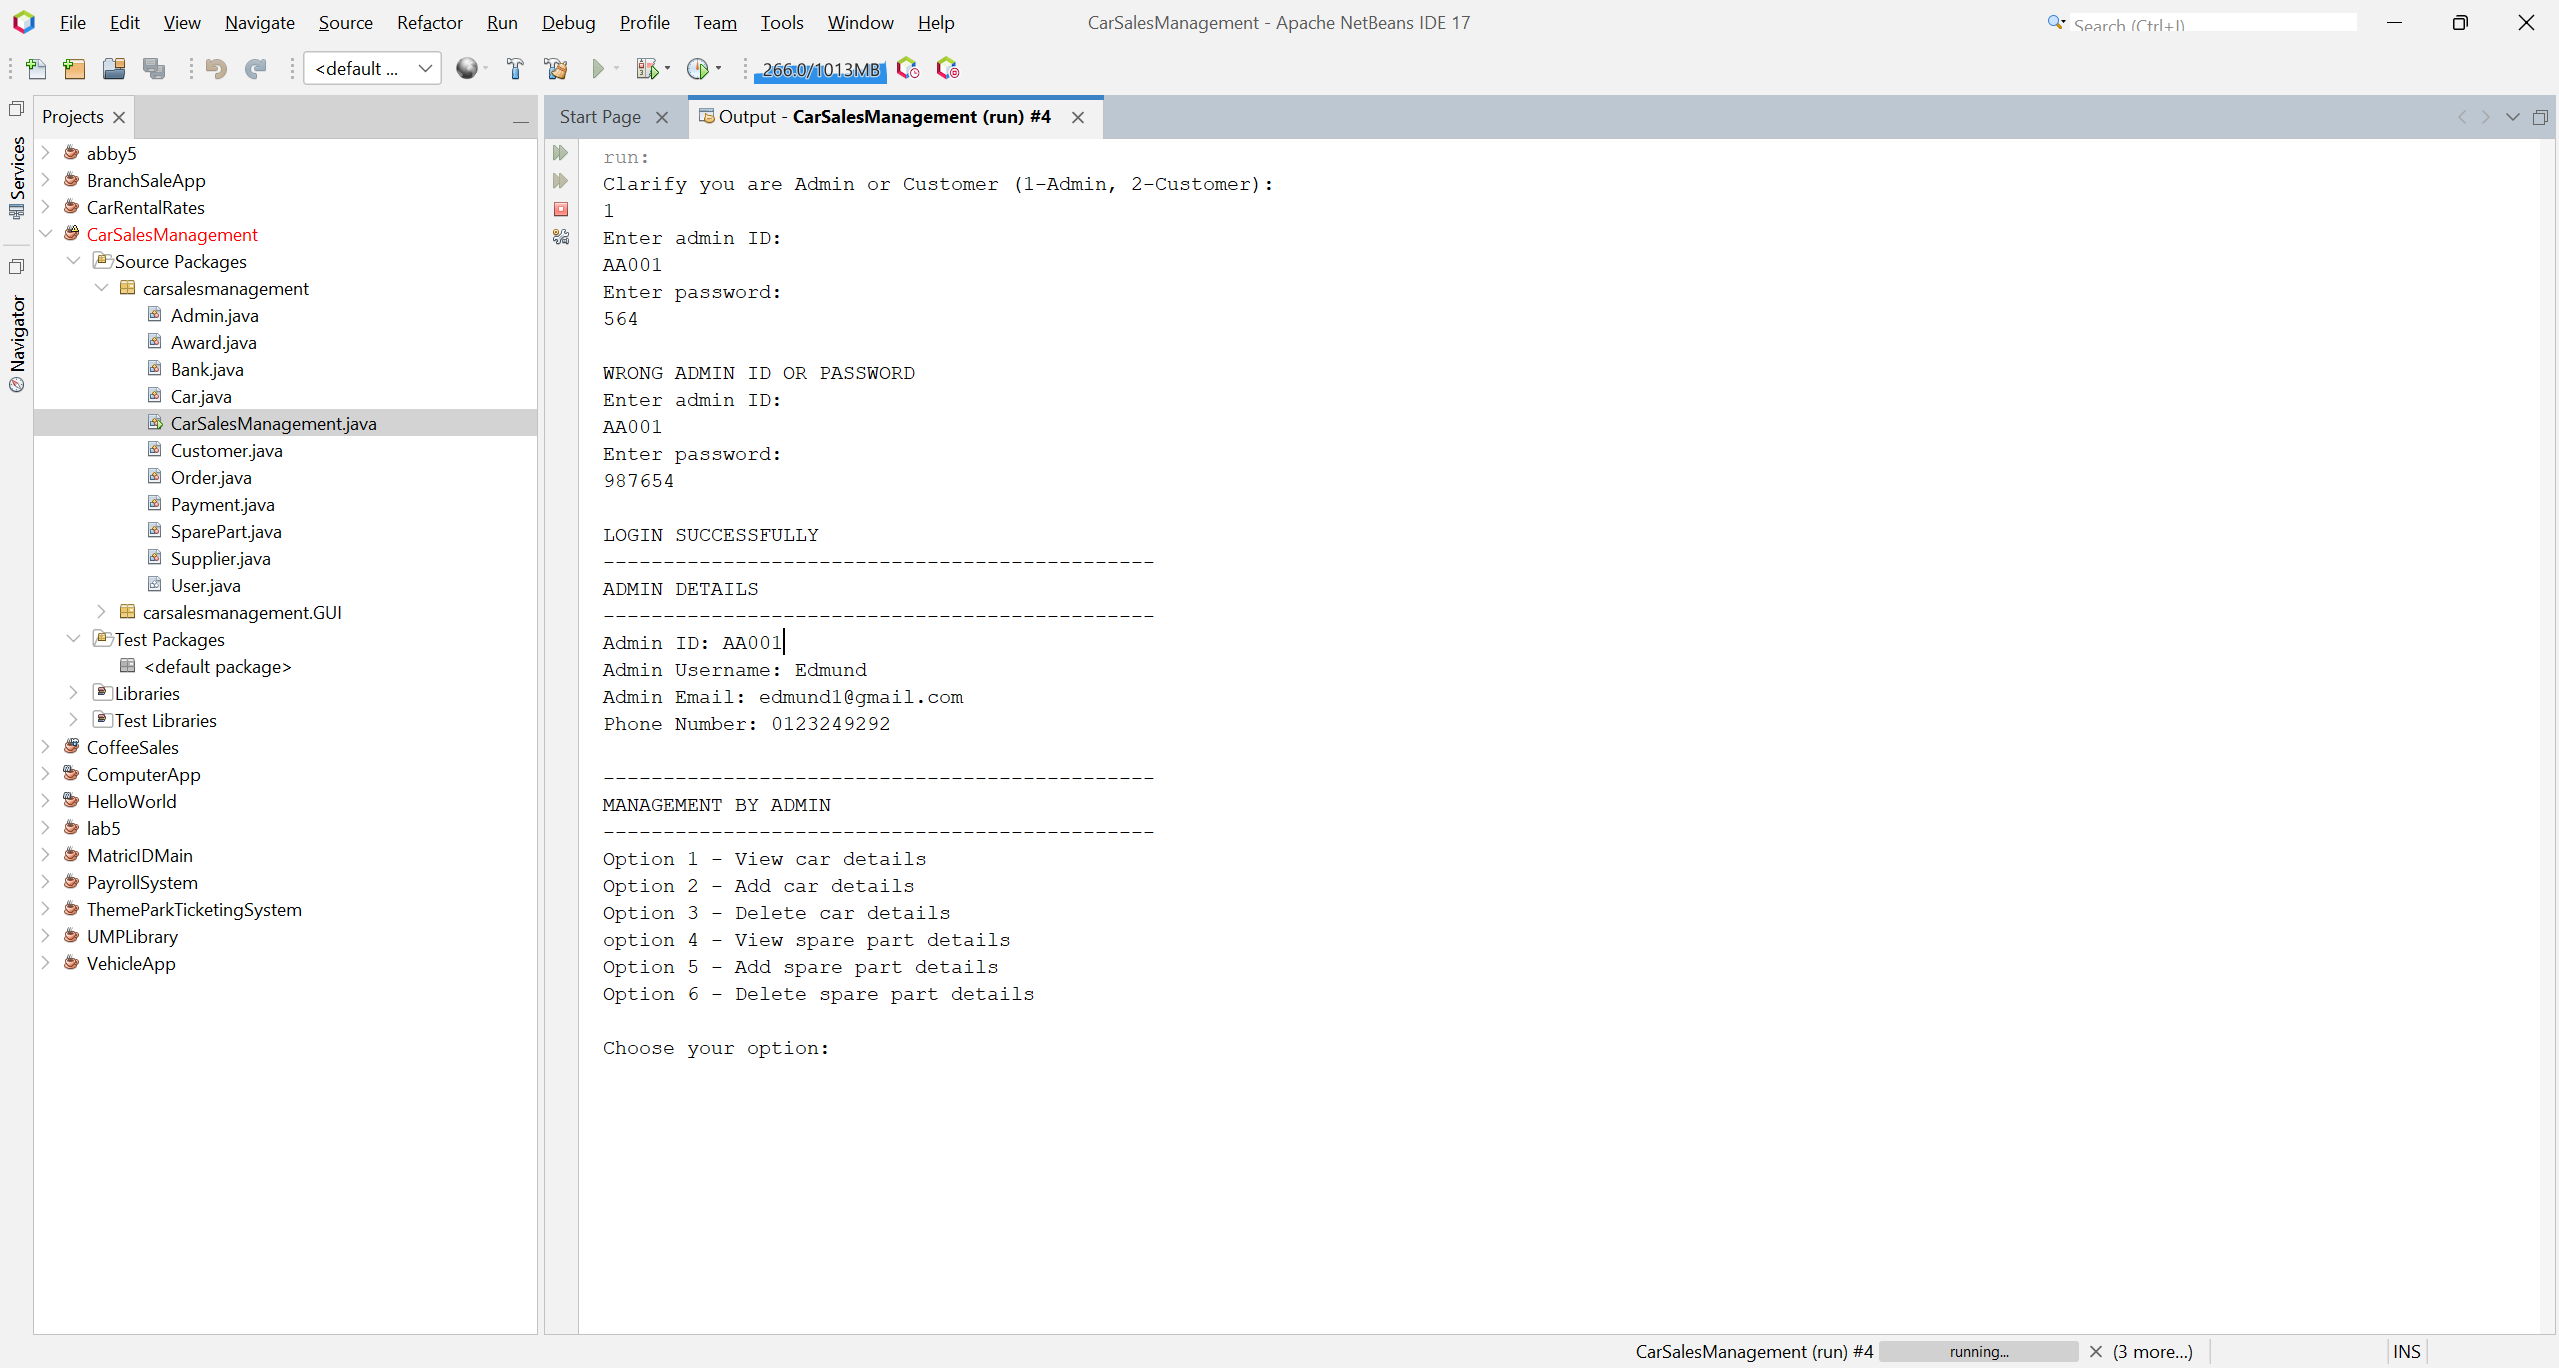 File Edit View Navigate Source Refactor Run Debug Profile Team Tools Window Help CarSalesManagement - Apache NetBeans IDE 17 Search (Ctrl+I)
<default ... 266.0/1013MB
Projects
Start Page
Output - CarSalesManagement (run) #4
Services
Navigator
abby5
BranchSaleApp
CarRentalRates
CarSalesManagement
Source Packages
carsalesmanagement
Admin.java
Award.java
Bank.java
Car.java
CarSalesManagement.java
Customer.java
Order.java
Payment.java
SparePart.java
Supplier.java
User.java
carsalesmanagement.GUI
Test Packages
<default package>
Libraries
Test Libraries
CoffeeSales
ComputerApp
HelloWorld
lab5
MatricIDMain
PayrollSystem
ThemeParkTicketingSystem
UMPLibrary
VehicleApp
run:
Clarify you are Admin or Customer (1-Admin, 2-Customer):
1
Enter admin ID:
AA001
Enter password:
564
WRONG ADMIN ID OR PASSWORD
Enter admin ID:
AA001
Enter password:
987654
LOGIN SUCCESSFULLY
----------------------------------------------
ADMIN DETAILS
----------------------------------------------
Admin ID: AA001
Admin Username: Edmund
Admin Email: edmund1@gmail.com
Phone Number: 0123249292
----------------------------------------------
MANAGEMENT BY ADMIN
----------------------------------------------
Option 1 - View car details
Option 2 - Add car details
Option 3 - Delete car details
option 4 - View spare part details
Option 5 - Add spare part details
Option 6 - Delete spare part details
Choose your option:
CarSalesManagement (run) #4 running... (3 more...) INS